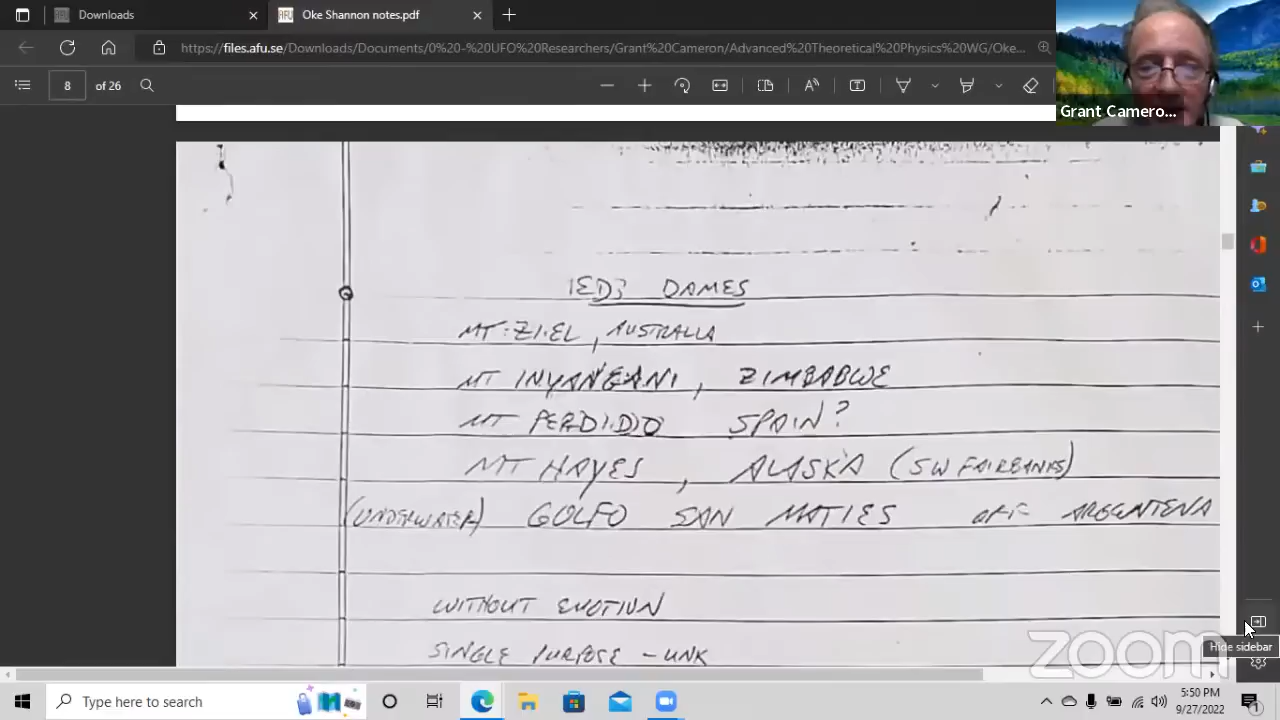 Downloads
Oke Shannon notes.pdf
https://files.afu.se/Downloads/Documents/0%20-%20UFO%20Researchers/Grant%20Cameron/Advanced%20Theoretical%20Physics%20WG/Oke...
8 of 26
Grant Camero...
DAMES
MT. ZIEL, AUSTRALIA
MT INYANGANI, ZIMBABWE
MT PERDIDIO SPAIN?
MT HAYES, ALASKA (SW FAIRBANKS)
(UNDERWATER) GOLFO SAN MATIES OFF ARGENTENA
WITHOUT EMOTION
SINGLE PURPOSE - UNK
zoom
Hide sidebar
Type here to search
5:50 PM
9/27/2022